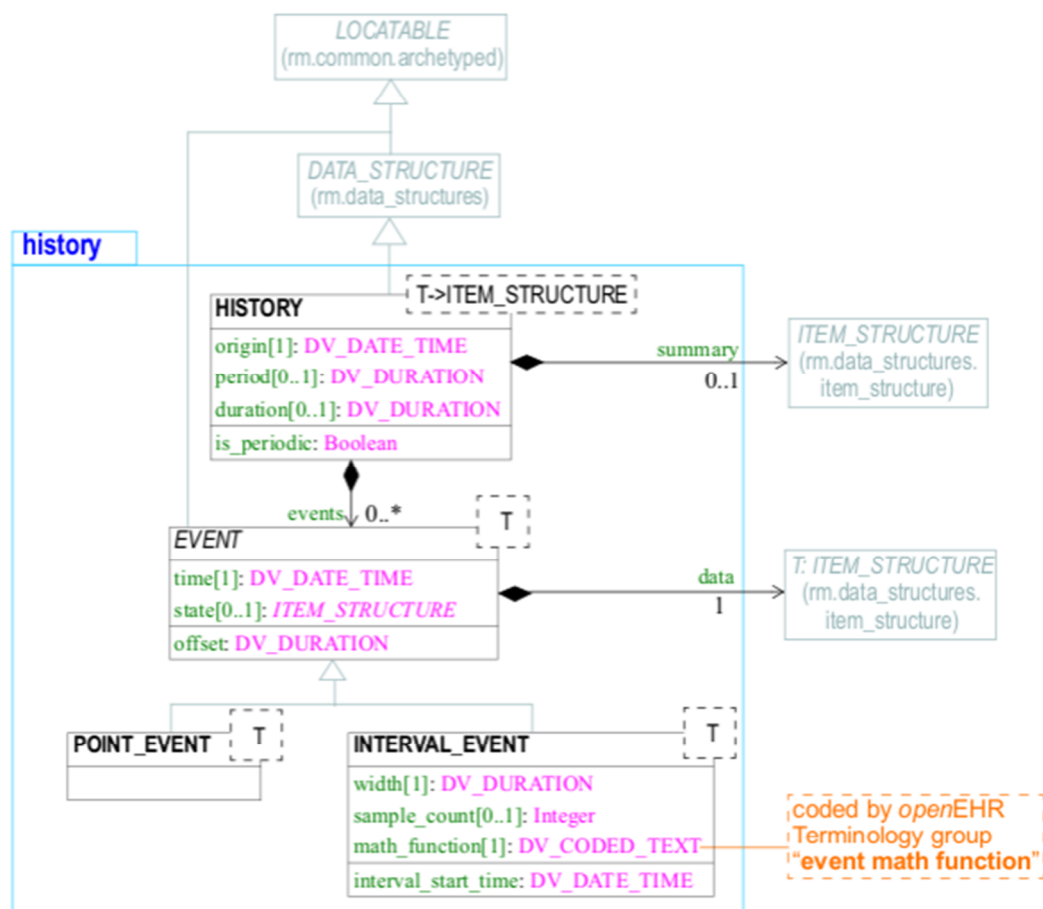 LOCATABLE
(rm.common.archetyped)
DATA_STRUCTURE
(rm.data_structures)
history
T->ITEM_STRUCTURE
HISTORY
origin[1]: DV_DATE_TIME
period[0..1]: DV_DURATION
duration[0..1]: DV_DURATION
is_periodic: Boolean
summary
0..1
ITEM_STRUCTURE
(rm.data_structures.
item_structure)
events
0..*
T
EVENT
time[1]: DV_DATE_TIME
state[0..1]: ITEM_STRUCTURE
offset: DV_DURATION
data
1
T: ITEM_STRUCTURE
(rm.data_structures.
item_structure)
POINT_EVENT
T
INTERVAL_EVENT
T
width[1]: DV_DURATION
sample_count[0..1]: Integer
math_function[1]: DV_CODED_TEXT
interval_start_time: DV_DATE_TIME
coded by openEHR
Terminology group
“event math function”